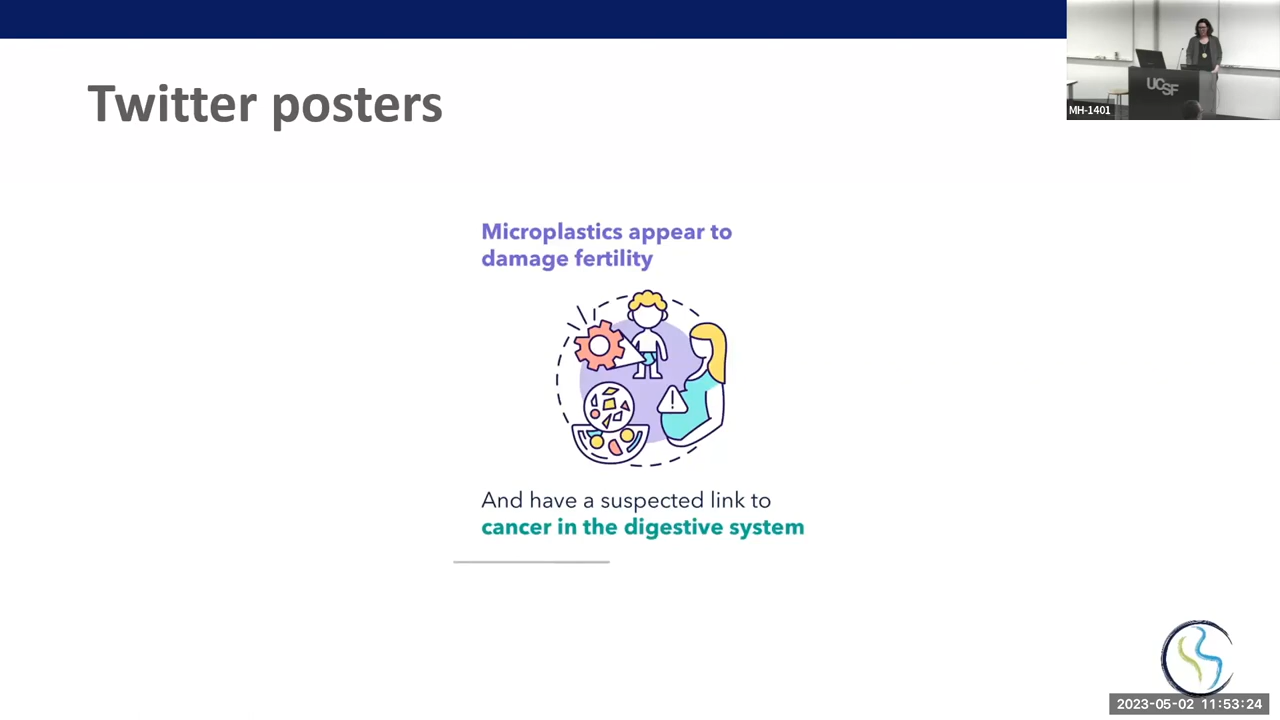 Twitter posters
UCSF
MH-1401
Microplastics appear to
damage fertility
And have a suspected link to
cancer in the digestive system
2023-05-02 11:53:24